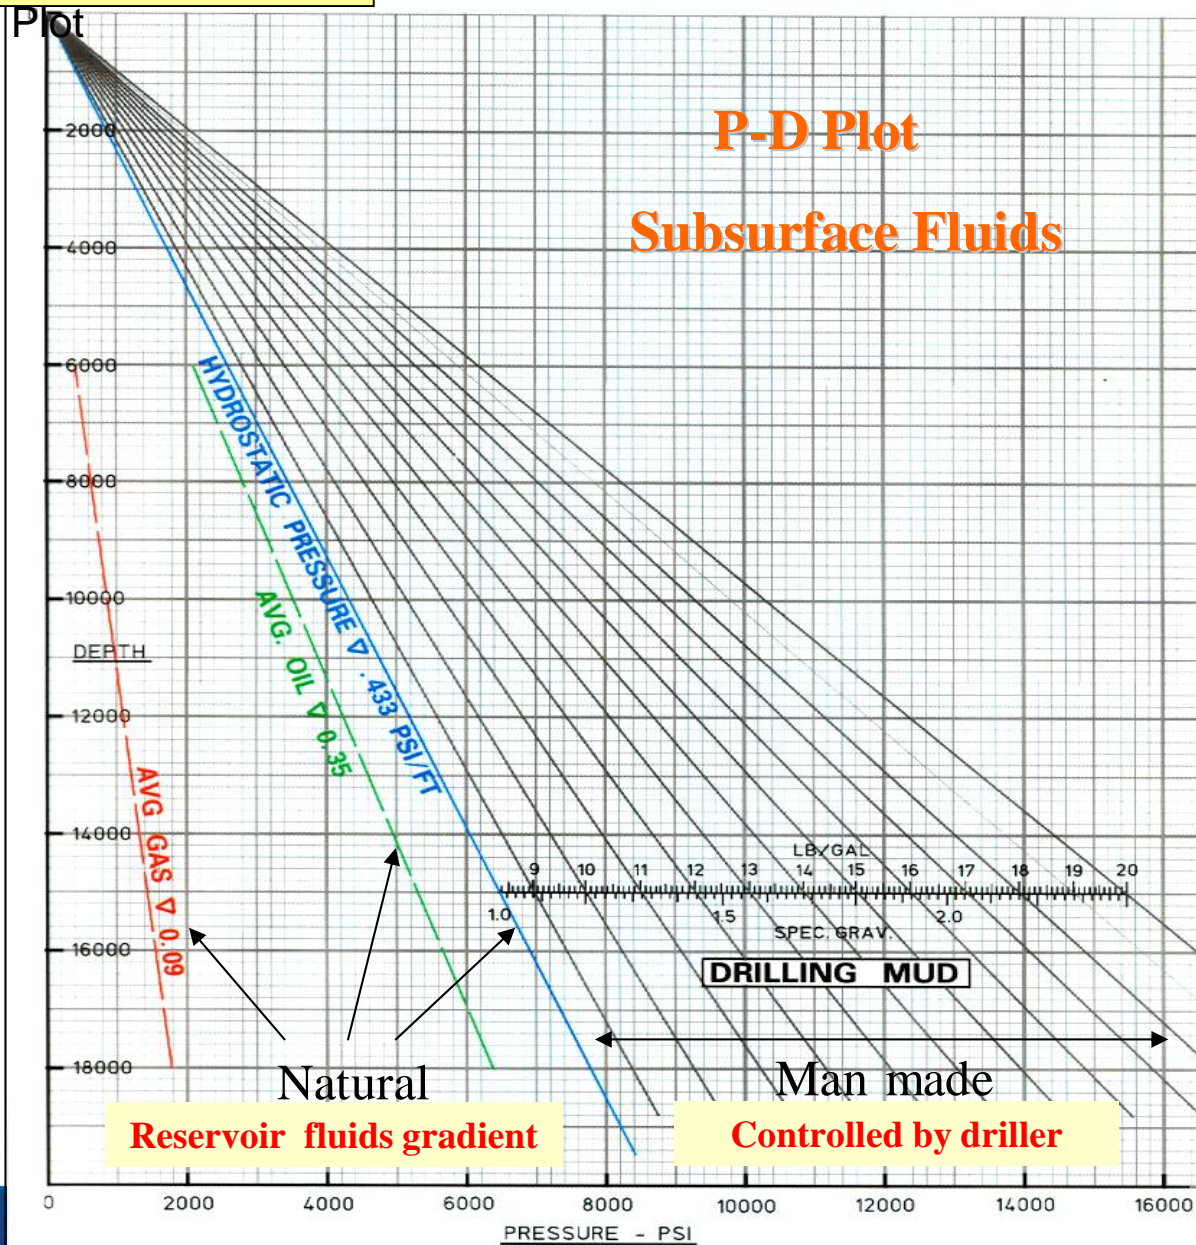 Plot
P-D Plot
Subsurface Fluids
2000
4000
6000
8000
10000
DEPTH
12000
14000
16000
18000
HYDROSTATIC PRESSURE ∇ .433 PSI/FT
AVG. OIL ∇ 0.35
AVG GAS ∇ 0.09
LB/GAL
9 10 11 12 13 14 15 16 17 18 19 20
1.0 1.5 2.0
SPEC. GRAV.
DRILLING MUD
Natural
Man made
Reservoir fluids gradient
Controlled by driller
0 2000 4000 6000 8000 10000 12000 14000 16000
PRESSURE - PSI